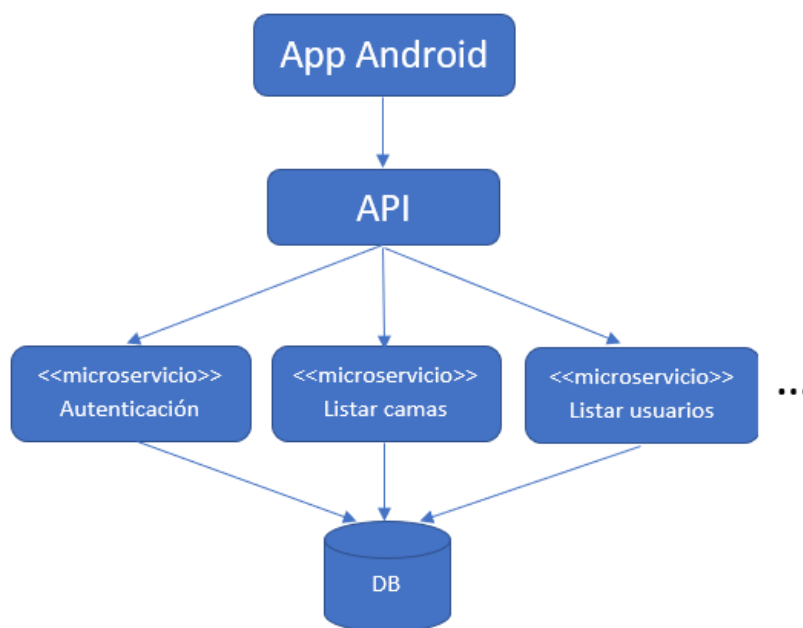 App Android
API
<<microservicio>>
Autenticación
<<microservicio>>
Listar camas
<<microservicio>>
Listar usuarios
...
DB